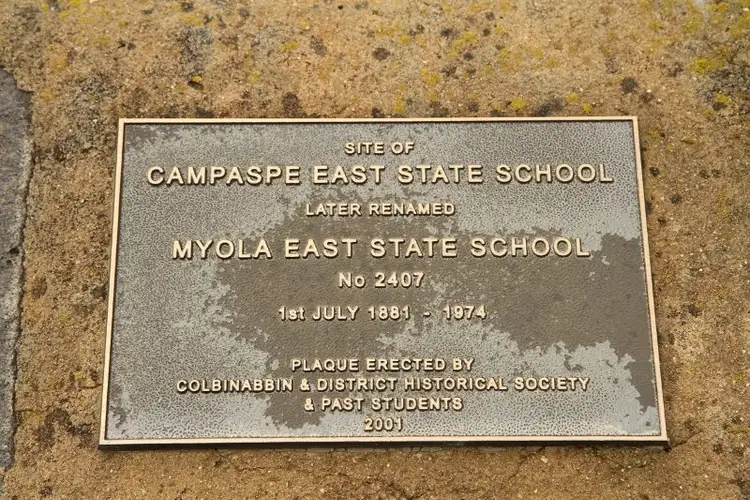 SITE OF
CAMPASPE EAST STATE SCHOOL
LATER RENAMED
MYOLA EAST STATE SCHOOL
No 2407
1st JULY 1881 - 1974
PLAQUE ERECTED BY
COLBINABBIN & DISTRICT HISTORICAL SOCIETY
& PAST STUDENTS
2001